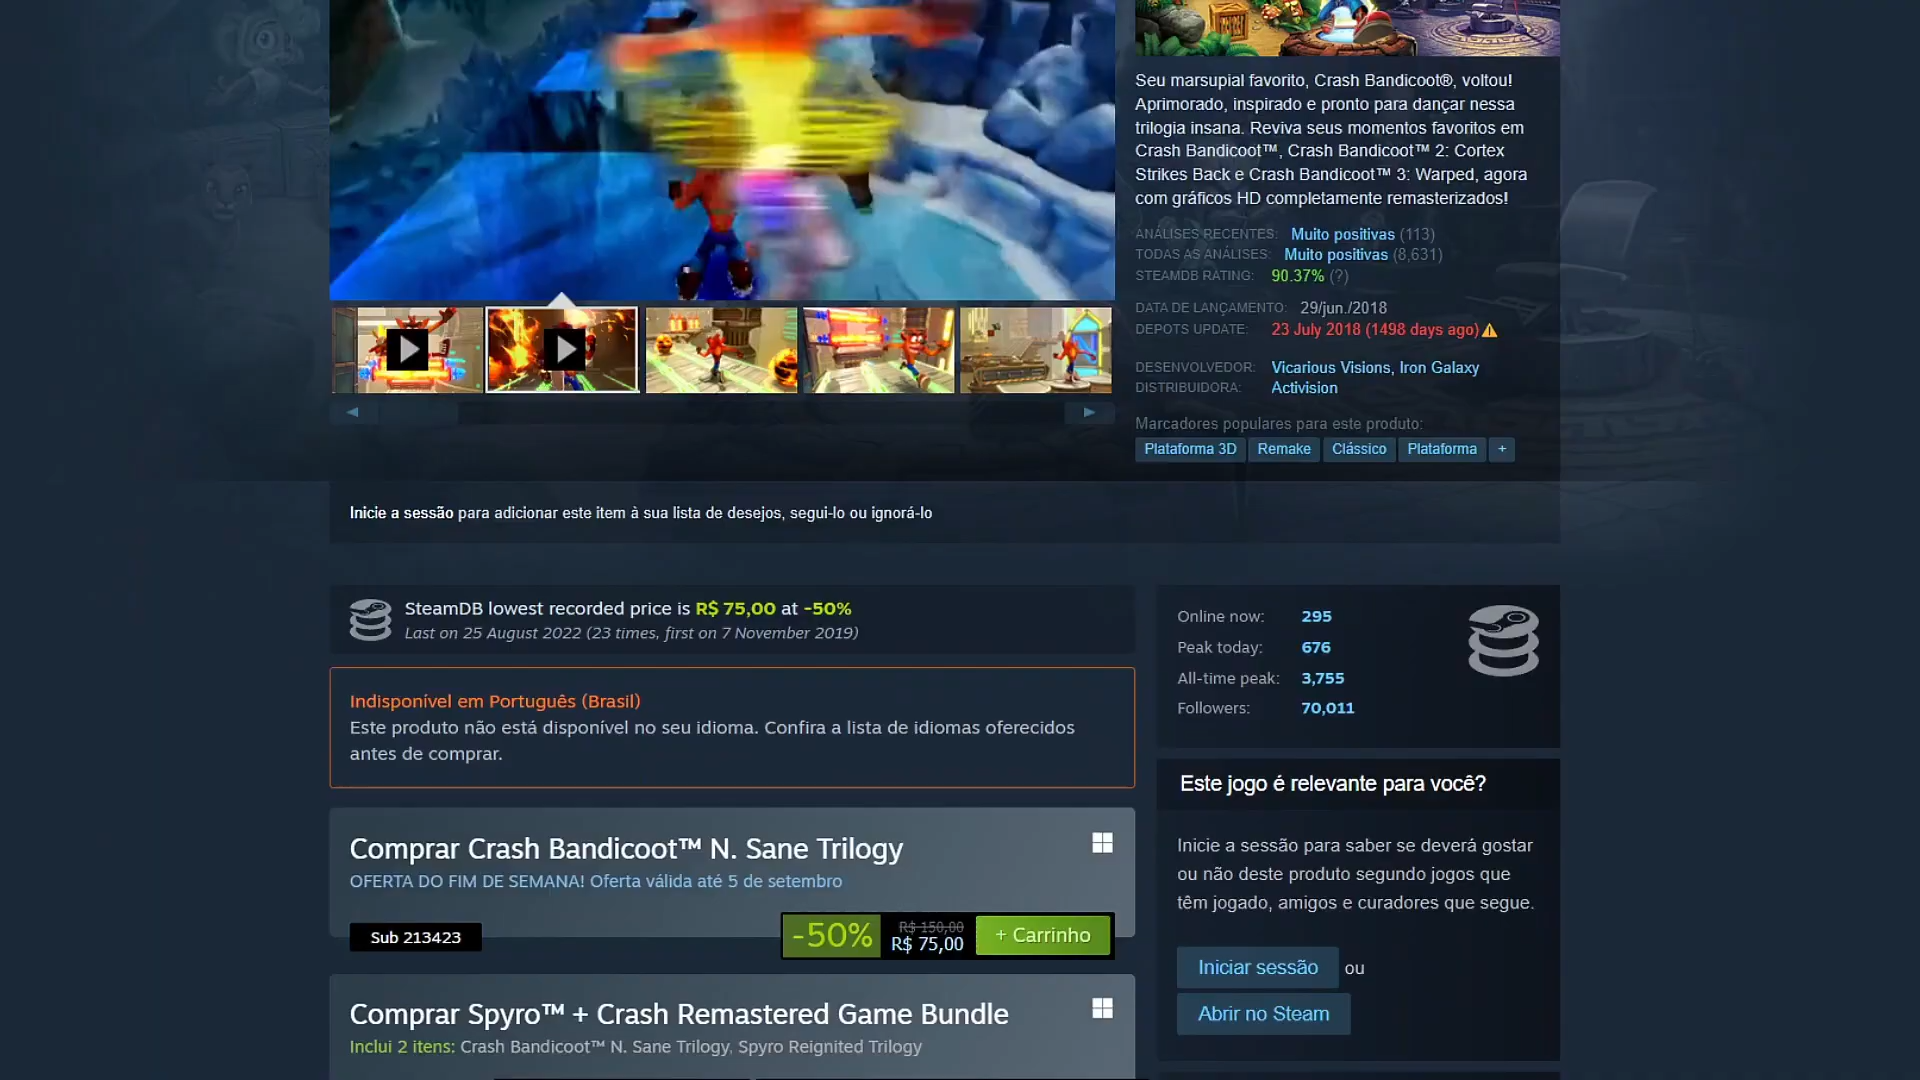 Seu marsupial favorito, Crash Bandicoot®, voltou!
Aprimorado, inspirado e pronto para dançar nessa
trilogia insana. Reviva seus momentos favoritos em
Crash Bandicoot™, Crash Bandicoot™ 2: Cortex
Strikes Back e Crash Bandicoot™ 3: Warped, agora
com gráficos HD completamente remasterizados!
ANÁLISES RECENTES: Muito positivas (113)
TODAS AS ANÁLISES: Muito positivas (8,631)
STEAMDB RATING: 90.37% (?)
DATA DE LANÇAMENTO: 29/jun./2018
DEPOTS UPDATE: 23 July 2018 (1498 days ago)
DESENVOLVEDOR: Vicarious Visions, Iron Galaxy
DISTRIBUIDORA: Activision
Marcadores populares para este produto:
Plataforma 3D Remake Clássico Plataforma +
Inicie a sessão para adicionar este item à sua lista de desejos, segui-lo ou ignorá-lo
SteamDB lowest recorded price is R$ 75,00 at -50%
Last on 25 August 2022 (23 times, first on 7 November 2019)
Indisponível em Português (Brasil)
Este produto não está disponível no seu idioma. Confira a lista de idiomas oferecidos
antes de comprar.
Comprar Crash Bandicoot™ N. Sane Trilogy
OFERTA DO FIM DE SEMANA! Oferta válida até 5 de setembro
Sub 213423
-50% R$ 150,00
R$ 75,00
+ Carrinho
Comprar Spyro™ + Crash Remastered Game Bundle
Inclui 2 itens: Crash Bandicoot™ N. Sane Trilogy, Spyro Reignited Trilogy
Online now: 295
Peak today: 676
All-time peak: 3,755
Followers: 70,011
Este jogo é relevante para você?
Inicie a sessão para saber se deverá gostar
ou não deste produto segundo jogos que
têm jogado, amigos e curadores que segue.
Iniciar sessão ou
Abrir no Steam